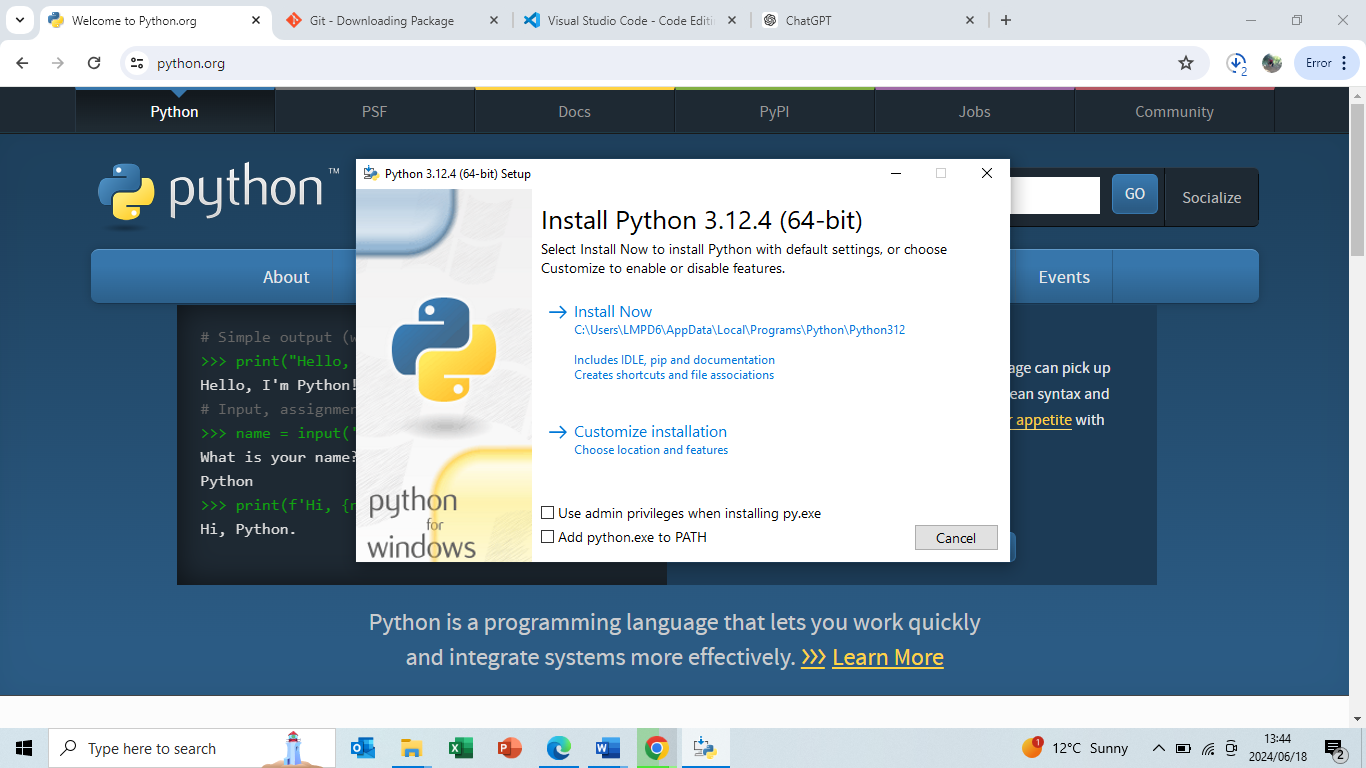 Welcome to Python.org
Git - Downloading Package
Visual Studio Code - Code Editi
ChatGPT
python.org
2
Error
Python
PSF
Docs
PyPI
Jobs
Community
python™
GO
Socialize
About
Events
Python 3.12.4 (64-bit) Setup
Install Python 3.12.4 (64-bit)
Select Install Now to install Python with default settings, or choose
Customize to enable or disable features.
Install Now
C:\Users\LMPD6\AppData\Local\Programs\Python\Python312
Includes IDLE, pip and documentation
Creates shortcuts and file associations
Customize installation
Choose location and features
Use admin privileges when installing py.exe
Add python.exe to PATH
Cancel
python
for
windows
# Simple output (w
>>> print("Hello,
Hello, I'm Python!
# Input, assignmen
>>> name = input('
What is your name?
Python
>>> print(f'Hi, {n
Hi, Python.
age can pick up
ean syntax and
r appetite with
Python is a programming language that lets you work quickly
and integrate systems more effectively. >>> Learn More
Type here to search
1
12°C Sunny
13:44
2024/06/18
2